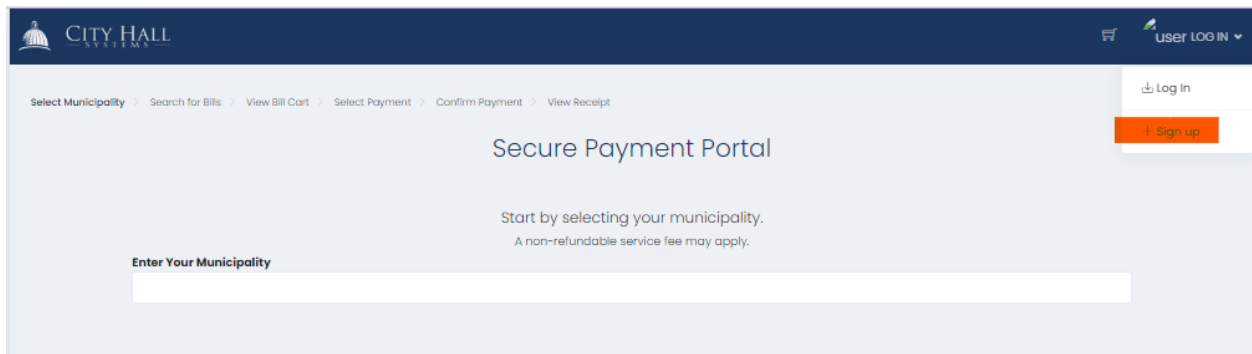 CITY HALL
SYSTEMS
user LOG IN
Log In
Sign up
Select Municipality > Search for Bills > View Bill Cart > Select Payment > Confirm Payment > View Receipt
Secure Payment Portal
Start by selecting your municipality.
A non-refundable service fee may apply.
Enter Your Municipality